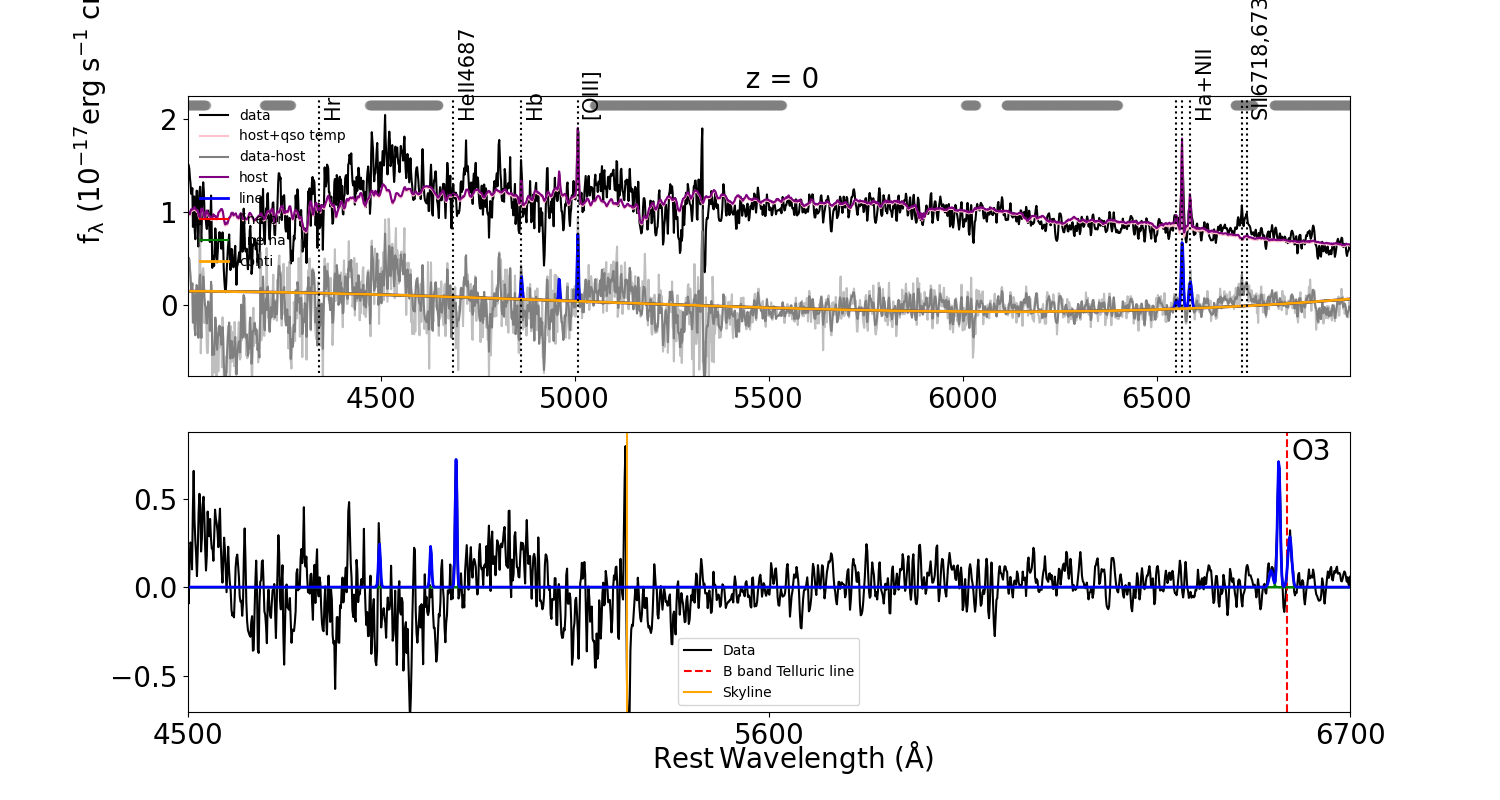 z = 0
f_λ (10^−17 erg s^−1
Hr
HeII4687
Hb
[OIII]
Ha+NII
SII6718,673
data
host+qso temp
data-host
host
line
conti
2
1
0
4500
5000
5500
6000
6500
O3
0.5
0.0
−0.5
Data
B band Telluric line
Skyline
4500
5600
6700
Rest Wavelength (Å)